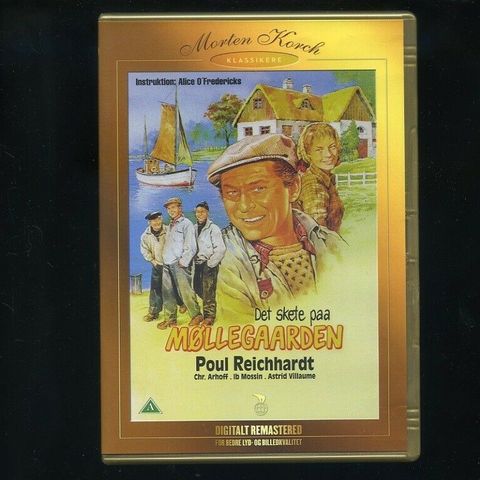 Morten Korch
KLASSIKERE
Instruktion: Alice O'Fredericks
Det skete paa
MØLLEGAARDEN
Poul Reichhardt
Chr. Arhoff . Ib Mossin . Astrid Villaume
A
DIGITALT REMASTERED
FOR BEDRE LYD- OG BILLEDKVALITET